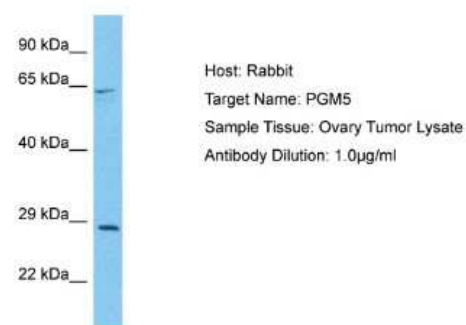 90 kDa
65 kDa
Host: Rabbit
Target Name: PGM5
Sample Tissue: Ovary Tumor Lysate
40 kDa
Antibody Dilution: 1.0µg/ml
29 kDa
22 kDa